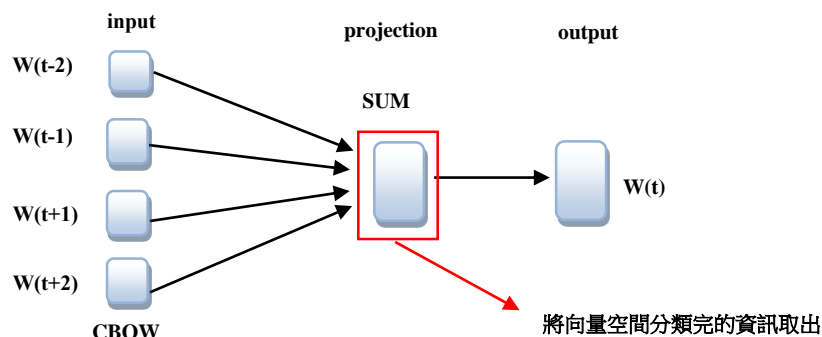 input
projection
output
W(t-2)
SUM
W(t-1)
W(t)
W(t+1)
W(t+2)
CBOW
將向量空間分類完的資訊取出